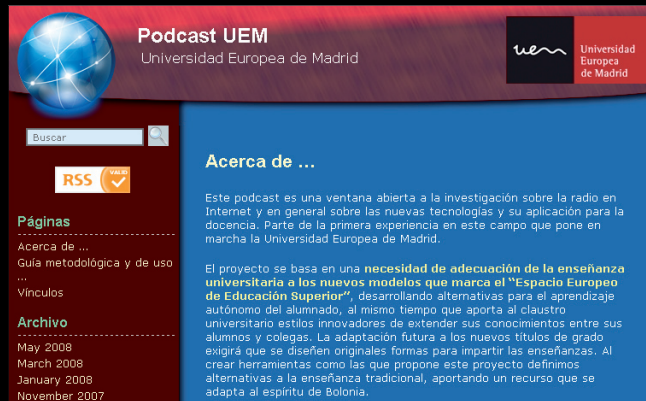 Podcast UEM
Universidad Europea de Madrid
uem
Universidad
Europea
de Madrid
Buscar
RSS VALID
Páginas
Acerca de ...
Guía metodológica y de uso
...
Vínculos
Archivo
May 2008
March 2008
January 2008
November 2007
Acerca de ...
Este podcast es una ventana abierta a la investigación sobre la radio en
Internet y en general sobre las nuevas tecnologías y su aplicación para la
docencia. Parte de la primera experiencia en este campo que pone en
marcha la Universidad Europea de Madrid.
El proyecto se basa en una necesidad de adecuación de la enseñanza
universitaria a los nuevos modelos que marca el "Espacio Europeo
de Educación Superior", desarrollando alternativas para el aprendizaje
autónomo del alumnado, al mismo tiempo que aporta al claustro
universitario estilos innovadores de extender sus conocimientos entre sus
alumnos y colegas. La adaptación futura a los nuevos títulos de grado
exigirá que se diseñen originales formas para impartir las enseñanzas. Al
crear herramientas como las que propone este proyecto definimos
alternativas a la enseñanza tradicional, aportando un recurso que se
adapta al espíritu de Bolonia.